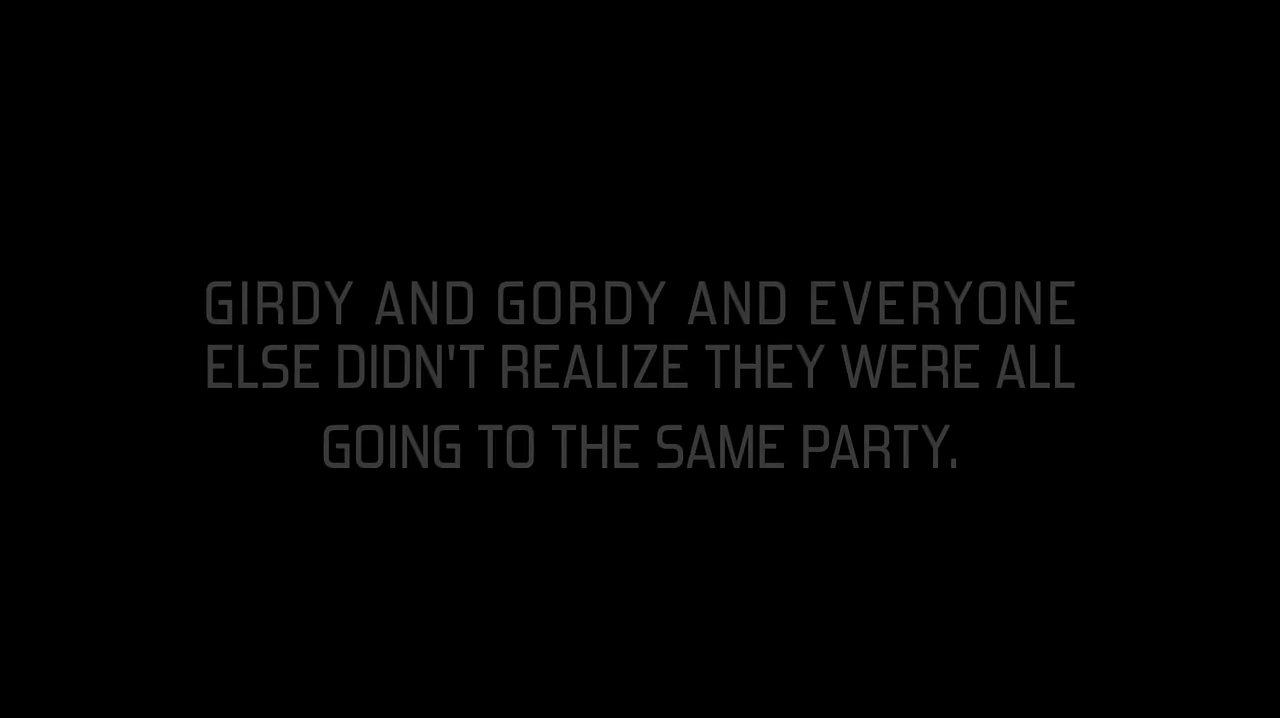 GIRDY AND GORDY AND EVERYONE
ELSE DIDN'T REALIZE THEY WERE ALL
GOING TO THE SAME PARTY.